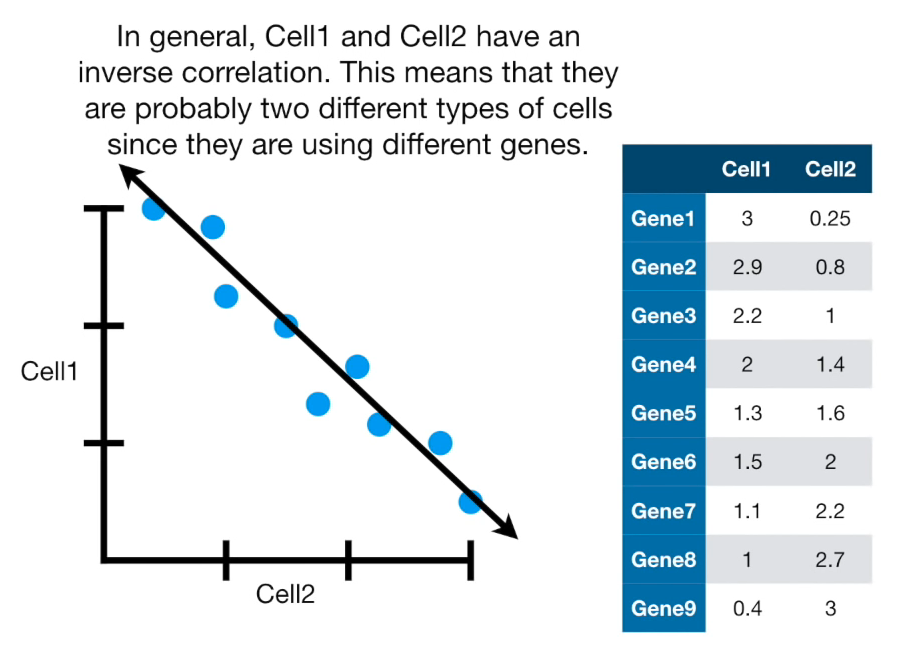 In general, Cell1 and Cell2 have an
inverse correlation. This means that they
are probably two different types of cells
since they are using different genes.
Cell1
Cell2
Cell1 Cell2
Gene1 3 0.25
Gene2 2.9 0.8
Gene3 2.2 1
Gene4 2 1.4
Gene5 1.3 1.6
Gene6 1.5 2
Gene7 1.1 2.2
Gene8 1 2.7
Gene9 0.4 3